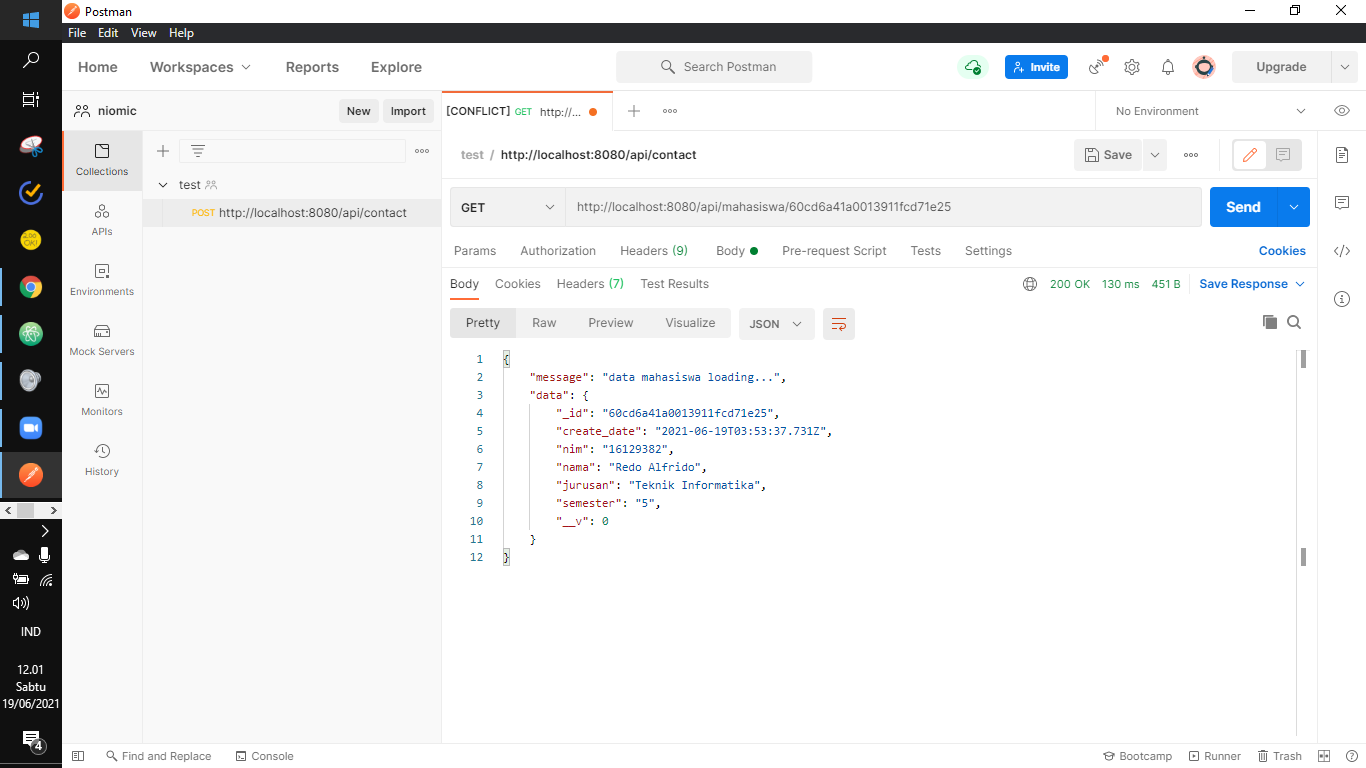 Postman
File Edit View Help
Home Workspaces Reports Explore Search Postman Invite Upgrade
niomic New Import [CONFLICT] GET http://... No Environment
Collections
APIs
Environments
Mock Servers
Monitors
History
test
POST http://localhost:8080/api/contact
test / http://localhost:8080/api/contact Save
GET http://localhost:8080/api/mahasiswa/60cd6a41a0013911fcd71e25 Send
Params Authorization Headers (9) Body Pre-request Script Tests Settings Cookies
Body Cookies Headers (7) Test Results 200 OK 130 ms 451 B Save Response
Pretty Raw Preview Visualize JSON
1 {
2 "message": "data mahasiswa loading...",
3 "data": {
4 "_id": "60cd6a41a0013911fcd71e25",
5 "create_date": "2021-06-19T03:53:37.731Z",
6 "nim": "16129382",
7 "nama": "Redo Alfrido",
8 "jurusan": "Teknik Informatika",
9 "semester": "5",
10 "__v": 0
11 }
12 }
IND
12.01
Sabtu
19/06/2021
4
Find and Replace Console Bootcamp Runner Trash